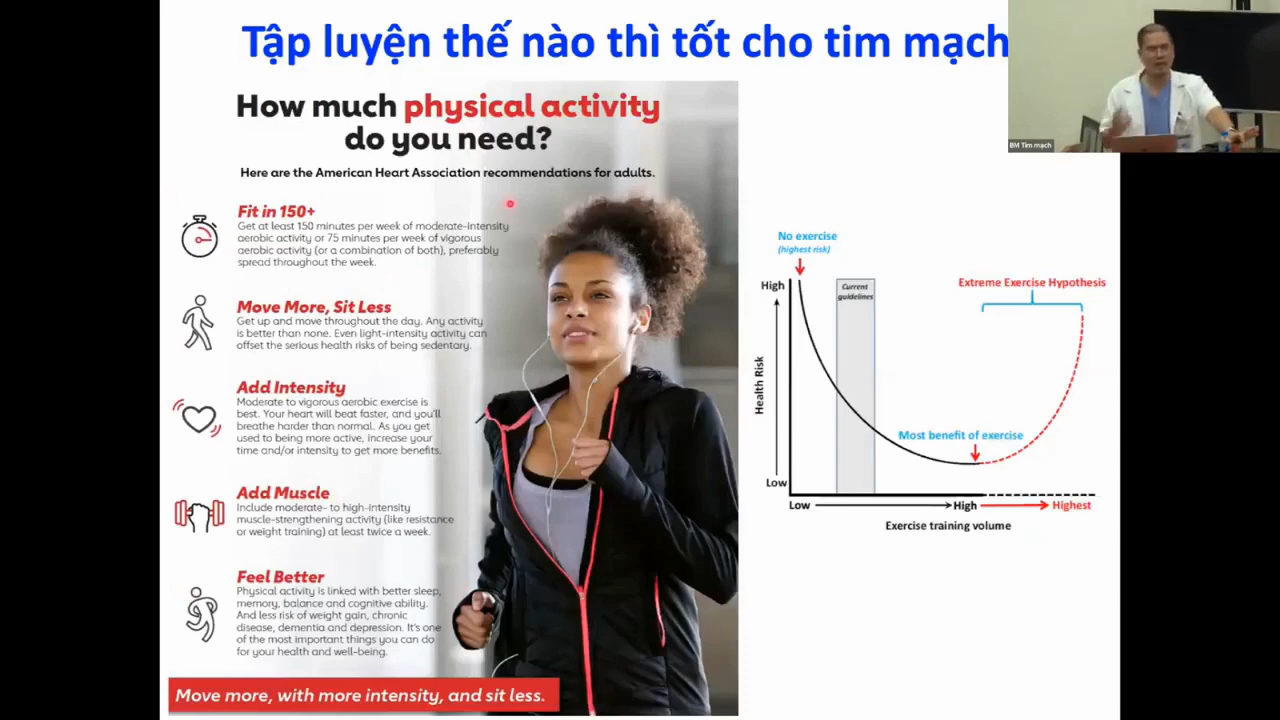 Tập luyện thế nào thì tốt cho tim mạch
BM Tim mạch
How much physical activity
do you need?
Here are the American Heart Association recommendations for adults.
Fit in 150+
Get at least 150 minutes per week of moderate-intensity
aerobic activity or 75 minutes per week of vigorous
aerobic activity (or a combination of both), preferably
spread throughout the week.
Move More, Sit Less
Get up and move throughout the day. Any activity
is better than none. Even light-intensity activity can
offset the serious health risks of being sedentary.
Add Intensity
Moderate to vigorous aerobic exercise is
best. Your heart will beat faster, and you'll
breathe harder than normal. As you get
used to being more active, increase your
time and/or intensity to get more benefits.
Add Muscle
Include moderate- to high-intensity
muscle-strengthening activity (like resistance
or weight training) at least twice a week.
Feel Better
Physical activity is linked with better sleep,
memory, balance and cognitive ability.
And less risk of weight gain, chronic
disease, dementia and depression. It's one
of the most important things you can do
for your health and well-being.
Move more, with more intensity, and sit less.
No exercise
(highest risk)
High
Current
guidelines
Extreme Exercise Hypothesis
Health Risk
Most benefit of exercise
Low
Low
High
Highest
Exercise training volume